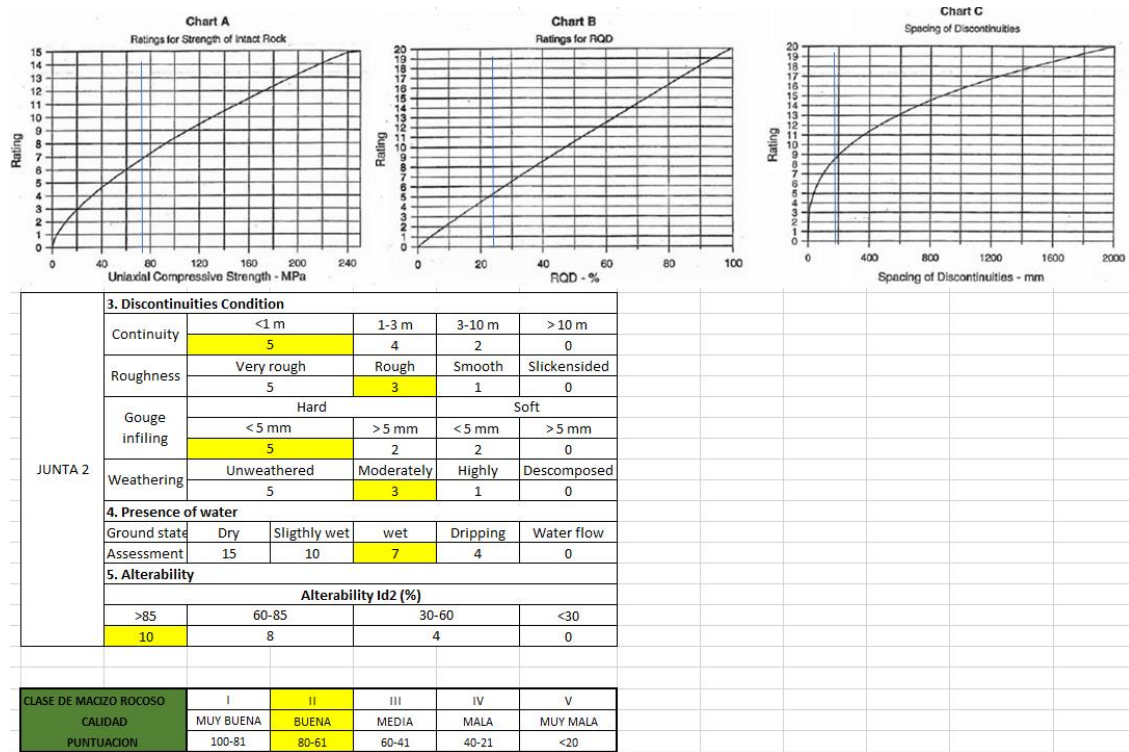 Chart A
Ratings for Strength of Intact Rock
15
14
13
12
11
10
9
8
7
6
5
4
3
2
1
0
Rating
0 40 80 120 160 200 240
Uniaxial Compressive Strength - MPa
Chart B
Ratings for RQD
20
19
18
17
16
15
14
13
12
11
10
9
8
7
6
5
4
3
2
1
0
Rating
0 20 40 60 80 100
RQD - %
Chart C
Spacing of Discontinuities
20
19
18
17
16
15
14
13
12
11
10
9
8
7
6
5
4
3
2
1
0
Rating
0 400 800 1200 1600 2000
Spacing of Discontinuities - mm
JUNTA 2
3. Discontinuities Condition
Continuity <1 m 1-3 m 3-10 m >10 m
5 4 2 0
Roughness Very rough Rough Smooth Slickensided
5 3 1 0
Gouge infiling Hard Soft
<5 mm >5 mm <5 mm >5 mm
5 2 2 0
Weathering Unweathered Moderately Highly Descomposed
5 3 1 0
4. Presence of water
Ground state Dry Sligthly wet wet Dripping Water flow
Assessment 15 10 7 4 0
5. Alterability
Alterability Id2 (%)
>85 60-85 30-60 <30
10 8 4 0
CLASE DE MACIZO ROCOSO I II III IV V
CALIDAD MUY BUENA BUENA MEDIA MALA MUY MALA
PUNTUACION 100-81 80-61 60-41 40-21 <20